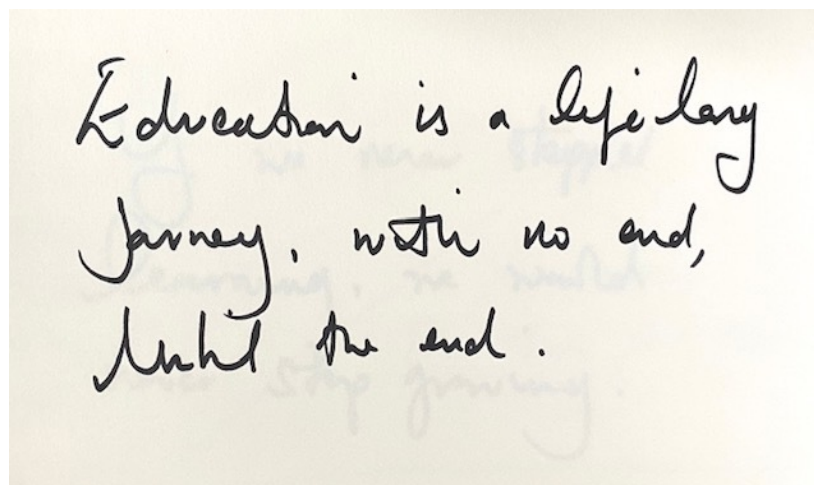 Education is a life long
journey, with no end,
Until the end.